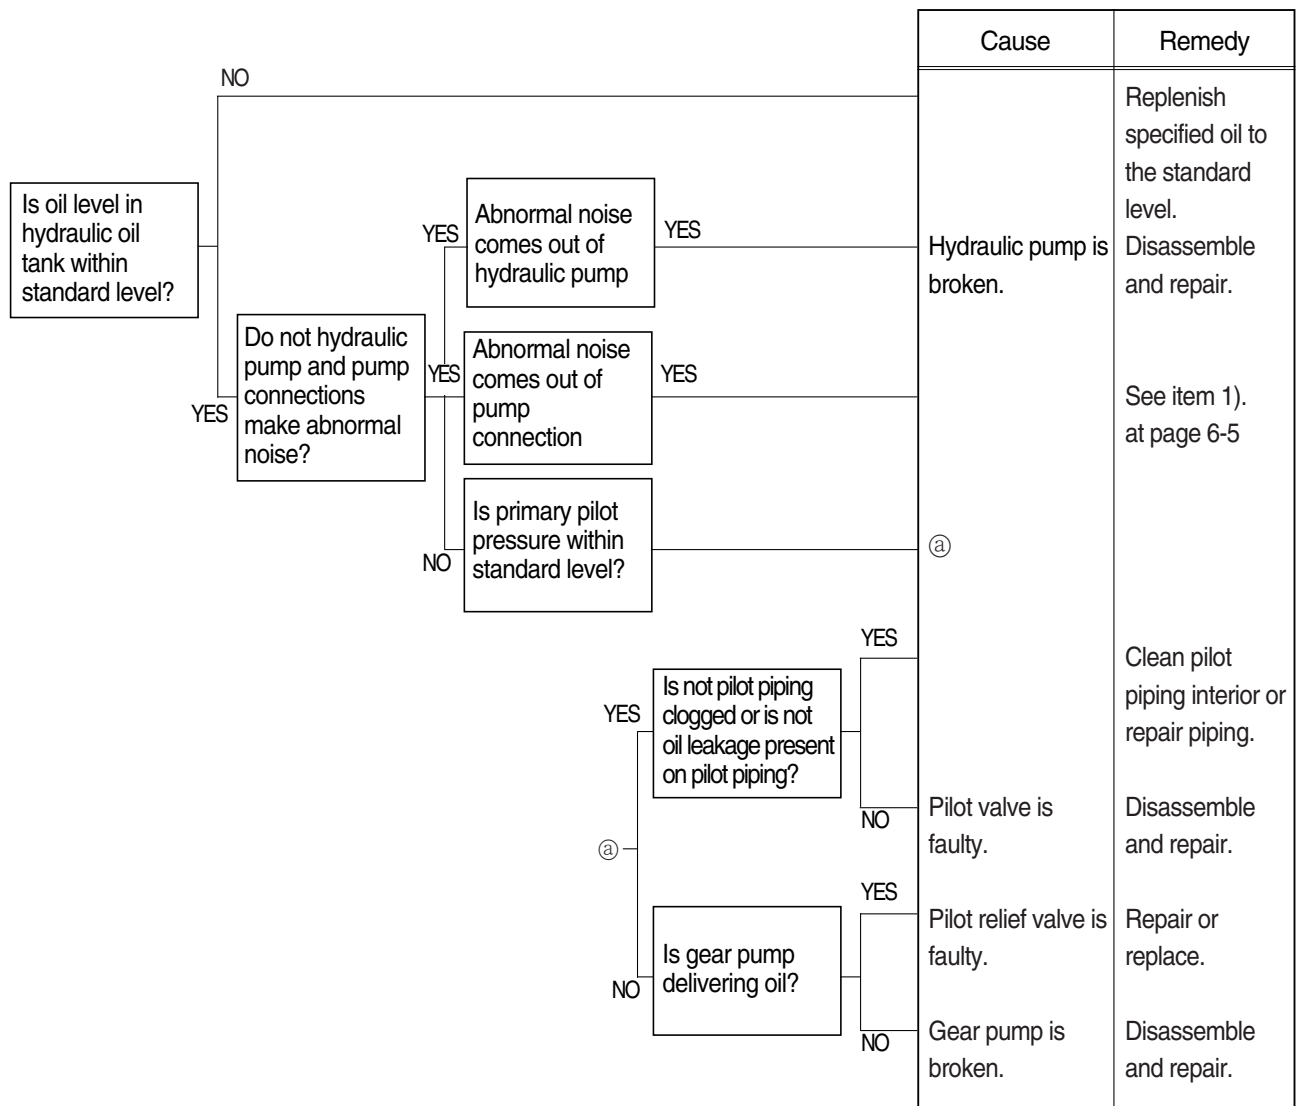 Cause
Remedy
NO
Replenish
specified oil to
the standard
level.
Is oil level in
hydraulic oil
tank within
standard level?
YES
Abnormal noise
comes out of
hydraulic pump
YES
Hydraulic pump is
broken.
Disassemble
and repair.
YES
Do not hydraulic
pump and pump
connections
make abnormal
noise?
YES
Abnormal noise
comes out of
pump
connection
YES
See item 1).
at page 6-5
NO
Is primary pilot
pressure within
standard level?
ⓐ
ⓐ
YES
Is not pilot piping
clogged or is not
oil leakage present
on pilot piping?
YES
Clean pilot
piping interior or
repair piping.
NO
Pilot valve is
faulty.
Disassemble
and repair.
NO
Is gear pump
delivering oil?
YES
Pilot relief valve is
faulty.
Repair or
replace.
NO
Gear pump is
broken.
Disassemble
and repair.